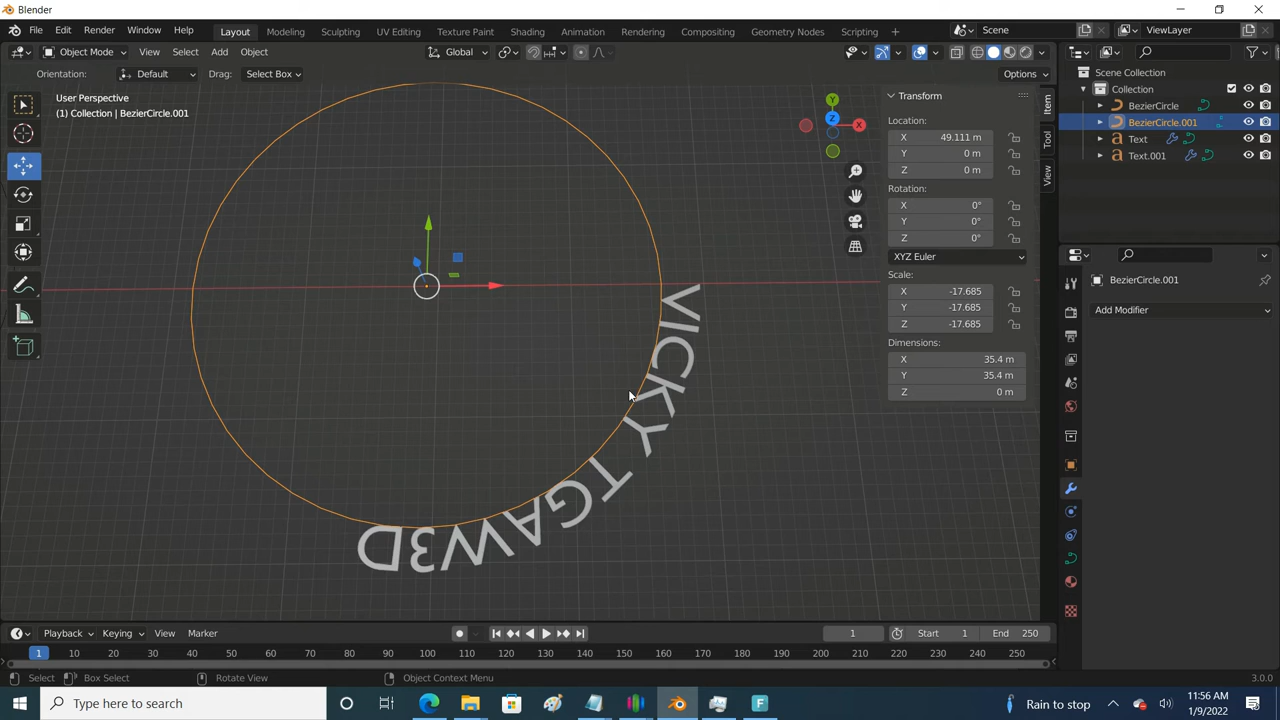 Blender
File Edit Render Window Help Layout Modeling Sculpting UV Editing Texture Paint Shading Animation Rendering Compositing Geometry Nodes Scripting + Scene ViewLayer
Object Mode View Select Add Object Global
Orientation: Default Drag: Select Box Options
User Perspective
(1) Collection | BezierCircle.001
Y
Z
X
VICKY TGAW3D
Transform
Location:
X 49.111 m
Y 0 m
Z 0 m
Rotation:
X 0°
Y 0°
Z 0°
XYZ Euler
Scale:
X -17.685
Y -17.685
Z -17.685
Dimensions:
X 35.4 m
Y 35.4 m
Z 0 m
Item
Tool
View
Scene Collection
Collection
BezierCircle
BezierCircle.001
Text
Text.001
BezierCircle.001
Add Modifier
Playback Keying View Marker 1 Start 1 End 250
1 10 20 30 40 50 60 70 80 90 100 110 120 130 140 150 160 170 180 190 200 210 220 230 240 250
Select Box Select Rotate View Object Context Menu 3.0.0
Type here to search Rain to stop 11:56 AM
1/9/2022